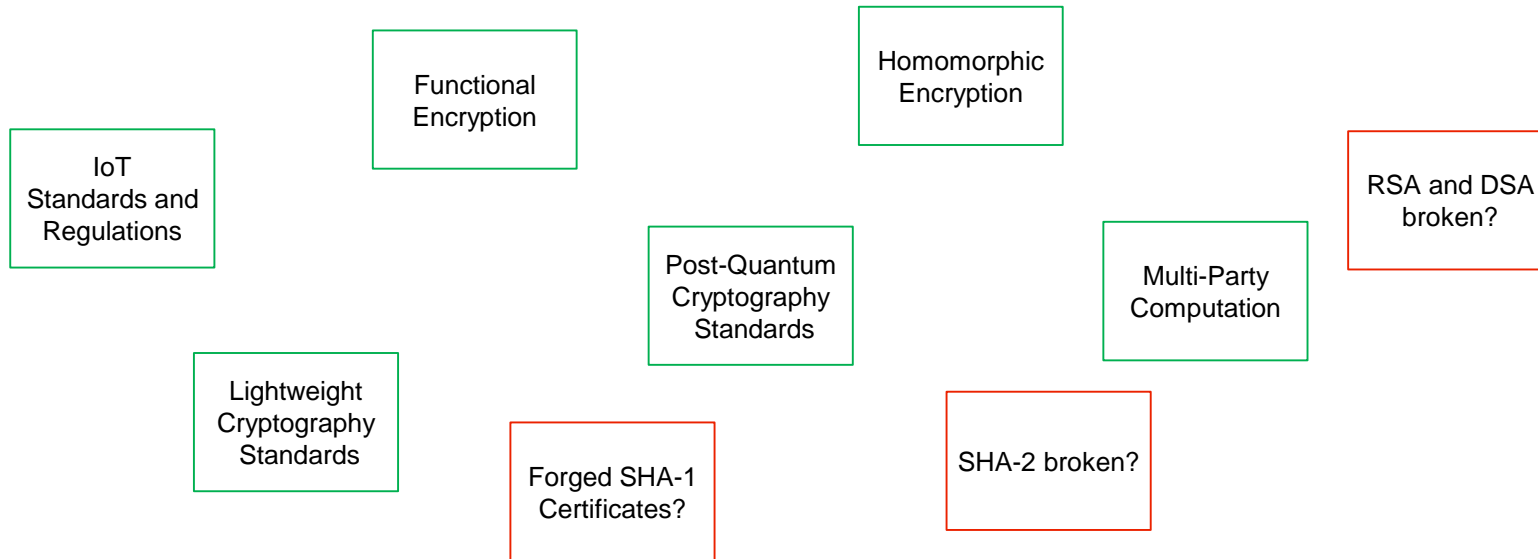 Functional
Encryption
Homomorphic
Encryption
IoT
Standards and
Regulations
RSA and DSA
broken?
Post-Quantum
Cryptography
Standards
Multi-Party
Computation
Lightweight
Cryptography
Standards
Forged SHA-1
Certificates?
SHA-2 broken?